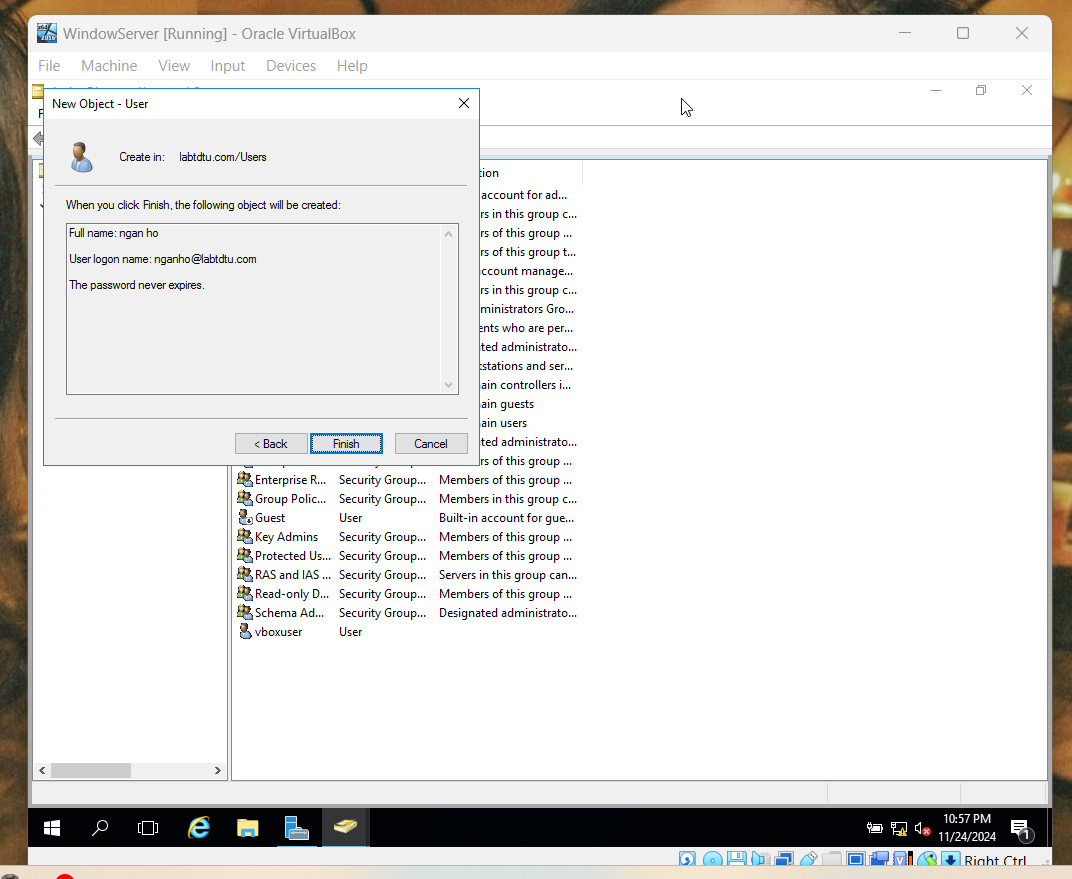 WindowServer [Running] - Oracle VirtualBox
File Machine View Input Devices Help
New Object - User
Create in: labtdtu.com/Users
When you click Finish, the following object will be created:
Full name: ngan ho
User logon name: nganho@labtdtu.com
The password never expires.
< Back Finish Cancel
tion
account for ad...
rs in this group c...
rs of this group ...
rs of this group t...
account manage...
rs in this group c...
ministrators Gro...
ents who are per...
ted administrato...
kstations and ser...
ain controllers i...
ain guests
ain users
ted administrato...
rs of this group ...
Enterprise R... Security Group... Members of this group ...
Group Polic... Security Group... Members in this group c...
Guest User Built-in account for gue...
Key Admins Security Group... Members of this group ...
Protected Us... Security Group... Members of this group ...
RAS and IAS ... Security Group... Servers in this group can...
Read-only D... Security Group... Members of this group ...
Schema Ad... Security Group... Designated administrato...
vboxuser User
10:57 PM
11/24/2024
1
Right Ctrl